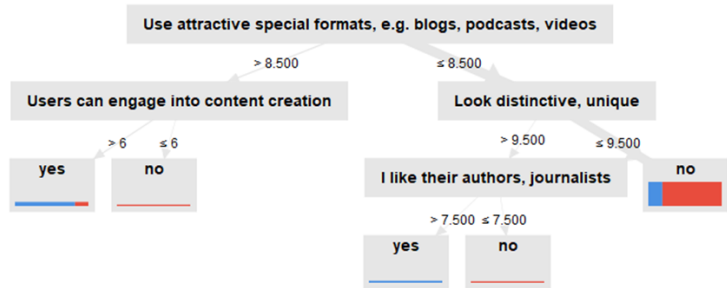 Use attractive special formats, e.g. blogs, podcasts, videos
> 8.500
≤ 8.500
Users can engage into content creation
Look distinctive, unique
> 6
≤ 6
> 9.500
≤ 9.500
yes
no
I like their authors, journalists
no
> 7.500
≤ 7.500
yes
no